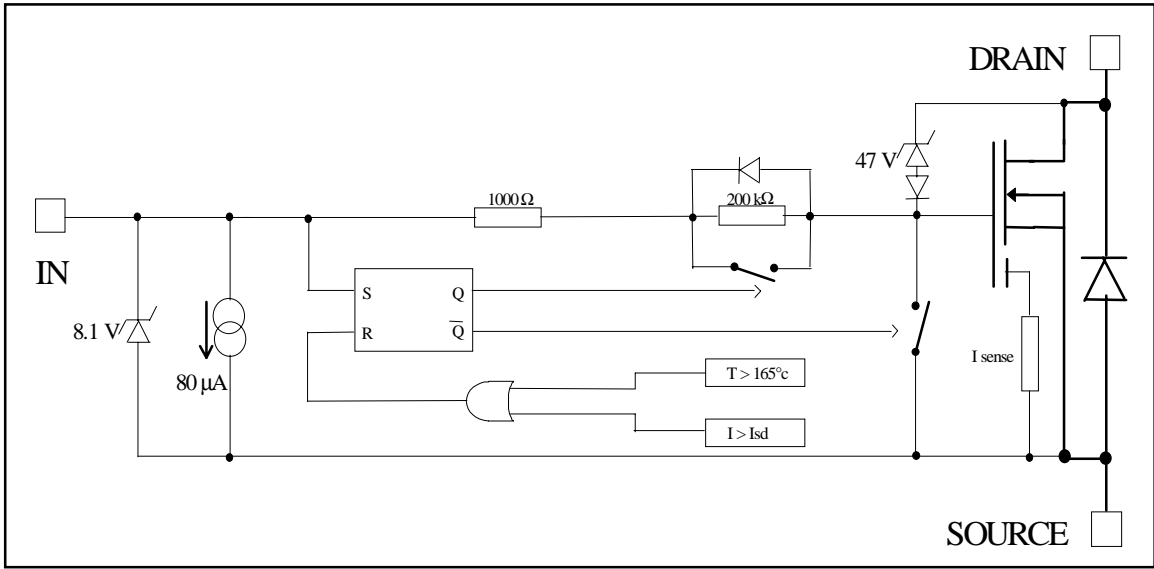 DRAIN
47 V
1000 Ω
200 kΩ
IN
S
Q
8.1 V
R
Q̅
I sense
80 µA
T > 165°c
I > Isd
SOURCE